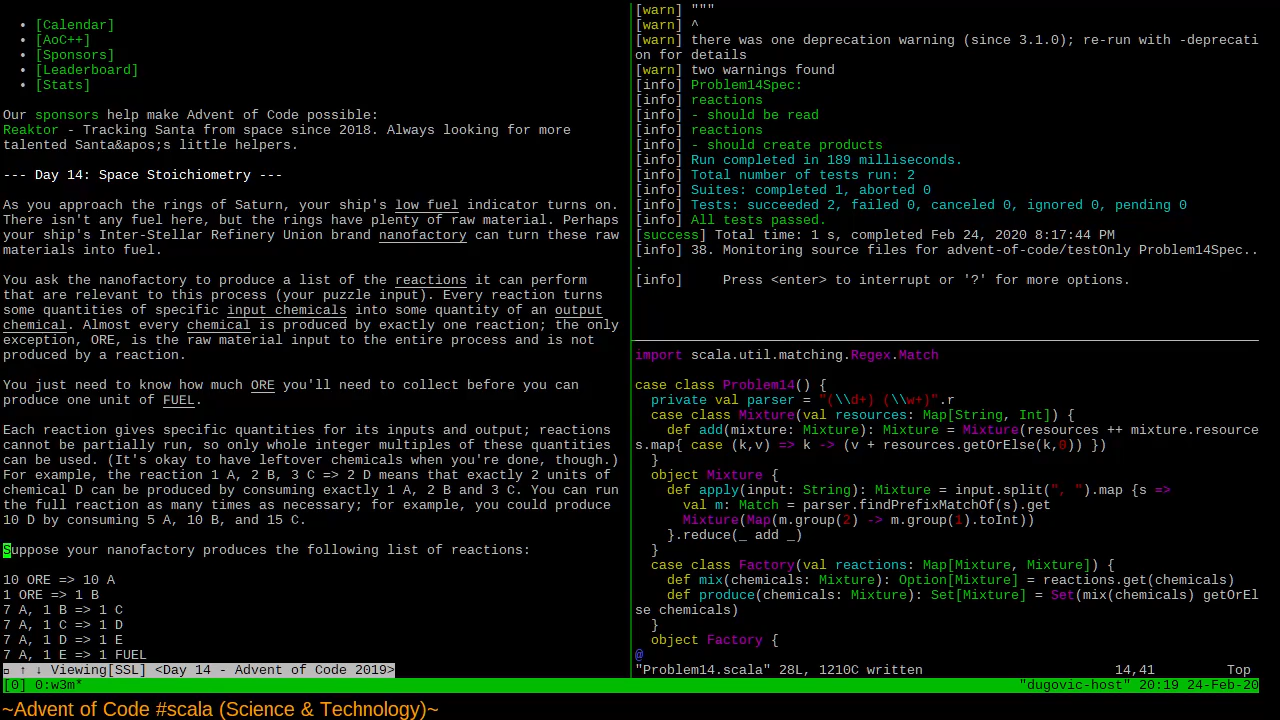 • [Calendar]
• [AoC++]
• [Sponsors]
• [Leaderboard]
• [Stats]
Our sponsors help make Advent of Code possible:
Reaktor - Tracking Santa from space since 2018. Always looking for more
talented Santa&apos;s little helpers.
--- Day 14: Space Stoichiometry ---
As you approach the rings of Saturn, your ship's low fuel indicator turns on.
There isn't any fuel here, but the rings have plenty of raw material. Perhaps
your ship's Inter-Stellar Refinery Union brand nanofactory can turn these raw
materials into fuel.
You ask the nanofactory to produce a list of the reactions it can perform
that are relevant to this process (your puzzle input). Every reaction turns
some quantities of specific input chemicals into some quantity of an output
chemical. Almost every chemical is produced by exactly one reaction; the only
exception, ORE, is the raw material input to the entire process and is not
produced by a reaction.
You just need to know how much ORE you'll need to collect before you can
produce one unit of FUEL.
Each reaction gives specific quantities for its inputs and output; reactions
cannot be partially run, so only whole integer multiples of these quantities
can be used. (It's okay to have leftover chemicals when you're done, though.)
For example, the reaction 1 A, 2 B, 3 C => 2 D means that exactly 2 units of
chemical D can be produced by consuming exactly 1 A, 2 B and 3 C. You can run
the full reaction as many times as necessary; for example, you could produce
10 D by consuming 5 A, 10 B, and 15 C.
Suppose your nanofactory produces the following list of reactions:
10 ORE => 10 A
1 ORE => 1 B
7 A, 1 B => 1 C
7 A, 1 C => 1 D
7 A, 1 D => 1 E
7 A, 1 E => 1 FUEL
↑ ↓ Viewing[SSL] <Day 14 - Advent of Code 2019>
[warn] """
[warn] ^
[warn] there was one deprecation warning (since 3.1.0); re-run with -deprecati
on for details
[warn] two warnings found
[info] Problem14Spec:
[info] reactions
[info] - should be read
[info] reactions
[info] - should create products
[info] Run completed in 189 milliseconds.
[info] Total number of tests run: 2
[info] Suites: completed 1, aborted 0
[info] Tests: succeeded 2, failed 0, canceled 0, ignored 0, pending 0
[info] All tests passed.
[success] Total time: 1 s, completed Feb 24, 2020 8:17:44 PM
[info] 38. Monitoring source files for advent-of-code/testOnly Problem14Spec..
.
[info]     Press <enter> to interrupt or '?' for more options.
import scala.util.matching.Regex.Match
case class Problem14() {
  private val parser = "(\\d+) (\\w+)".r
  case class Mixture(val resources: Map[String, Int]) {
    def add(mixture: Mixture): Mixture = Mixture(resources ++ mixture.resource
s.map{ case (k,v) => k -> (v + resources.getOrElse(k,0)) })
  }
  object Mixture {
    def apply(input: String): Mixture = input.split(", ").map {s =>
      val m: Match = parser.findPrefixMatchOf(s).get
      Mixture(Map(m.group(2) -> m.group(1).toInt))
    }.reduce(_ add _)
  }
  case class Factory(val reactions: Map[Mixture, Mixture]) {
    def mix(chemicals: Mixture): Option[Mixture] = reactions.get(chemicals)
    def produce(chemicals: Mixture): Set[Mixture] = Set(mix(chemicals) getOrEl
se chemicals)
  }
  object Factory {
@
"Problem14.scala" 28L, 1210C written 14,41 Top
[0] 0:w3m* "dugovic-host" 20:19 24-Feb-20
~Advent of Code #scala (Science & Technology)~